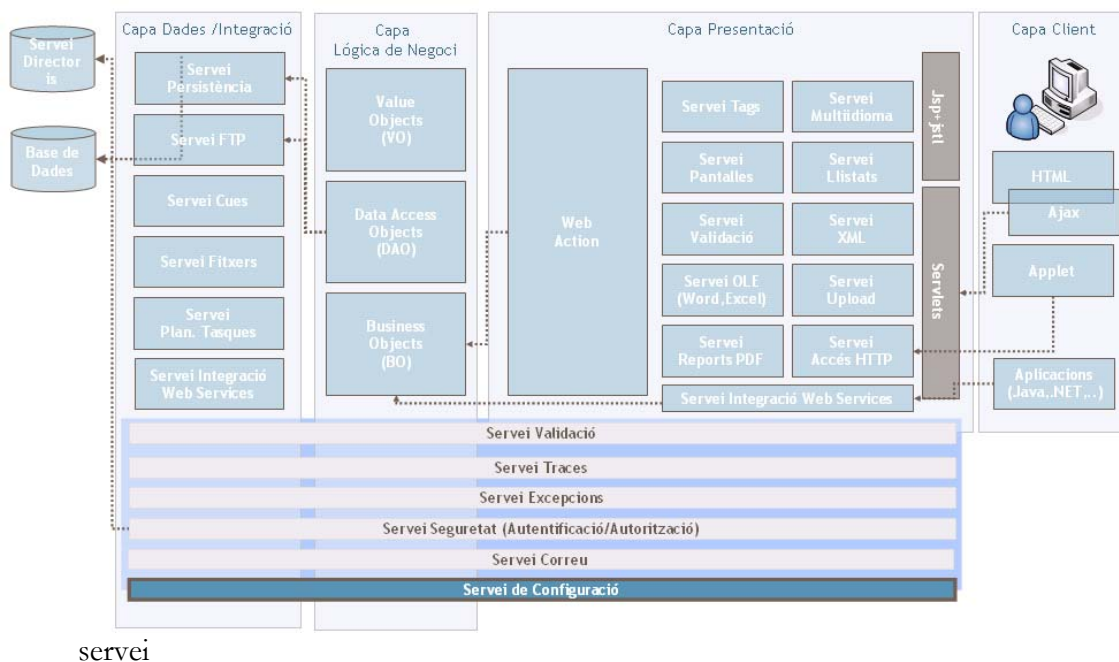 Servei
Director
is
Base de
Dades
Capa Dades /Integració
Servei
Persistència
Servei FTP
Servei Cues
Servei Fitxers
Servei
Plan. Tasques
Servei Integració
Web Services
Capa
Lógica de Negoci
Value
Objects
(VO)
Data Access
Objects
(DAO)
Business
Objects
(BO)
Capa Presentació
Web
Action
Servei Tags
Servei
Multiidioma
Servei
Pantalles
Servei
Llistats
Servei
Validació
Servei
XML
Servei OLE
(Word,Excel)
Servei
Upload
Servei
Reports PDF
Servei
Accés HTTP
Servei Integració Web Services
Jsp+jstl
Servlets
Capa Client
HTML
Ajax
Applet
Aplicacions
(Java,.NET,..)
Servei Validació
Servei Traces
Servei Excepcions
Servei Seguretat (Autentificació/Autorització)
Servei Correu
Servei de Configuració
servei